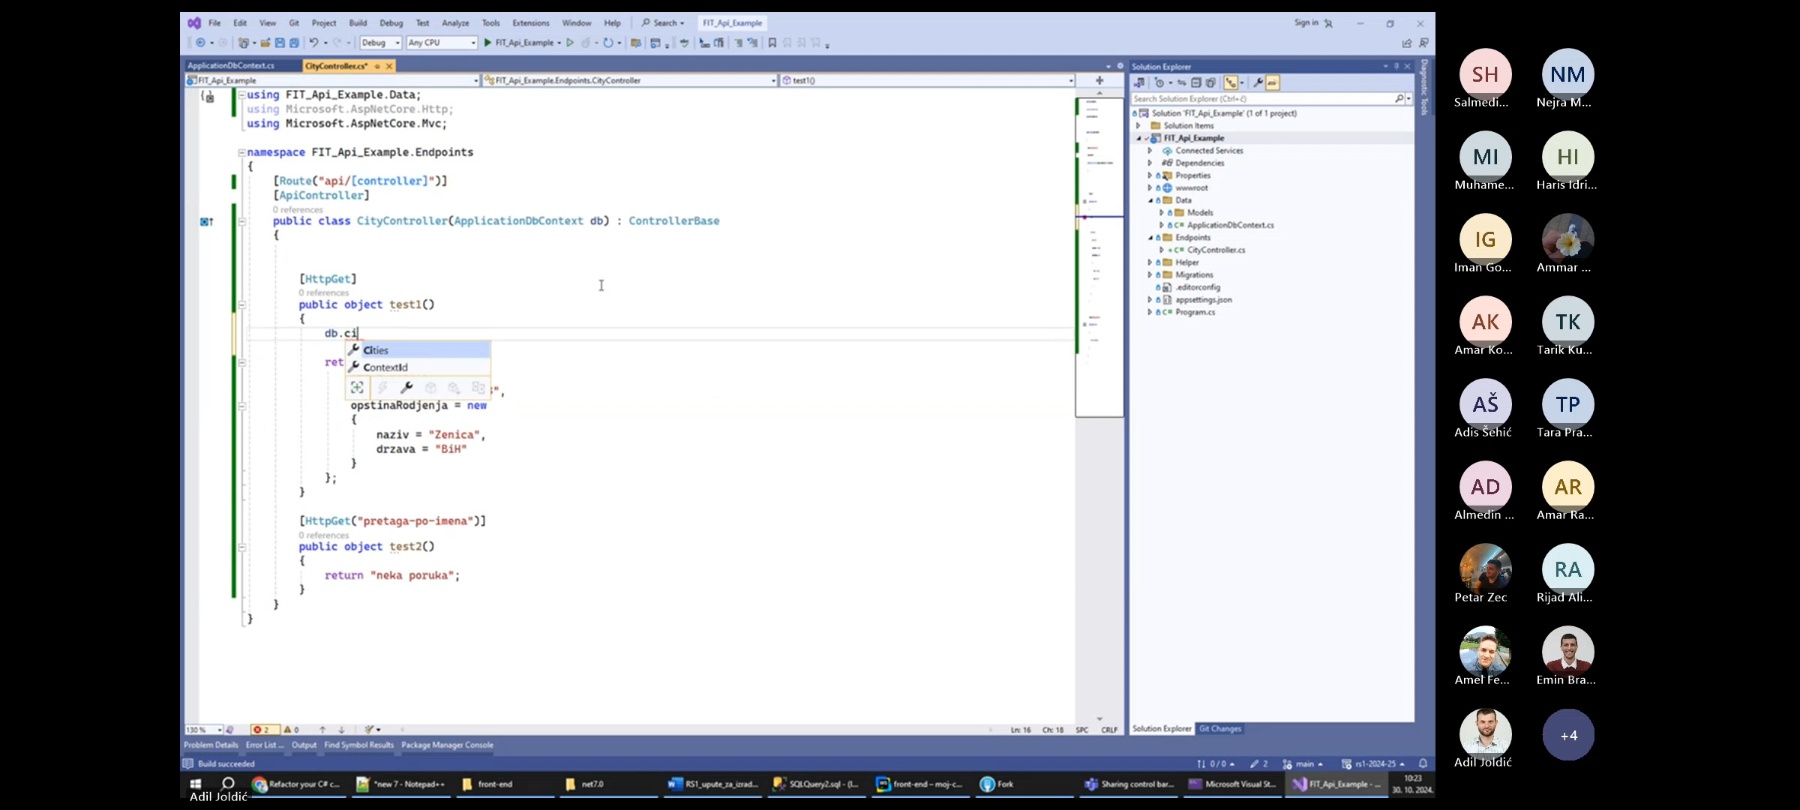 File Edit View Git Project Build Debug Test Analyze Tools Extensions Window Help Search FIT_Api_Example Sign in
Debug Any CPU FIT_Api_Example
ApplicationDbContext.cs CityController.cs*
FIT_Api_Example FIT_Api_Example.Endpoints.CityController test1()
using FIT_Api_Example.Data;
using Microsoft.AspNetCore.Http;
using Microsoft.AspNetCore.Mvc;
namespace FIT_Api_Example.Endpoints
{
[Route("api/[controller]")]
[ApiController]
0 references
public class CityController(ApplicationDbContext db) : ControllerBase
{
[HttpGet]
0 references
public object test1()
{
db.ci
Cities
ret
ContextId
",
opstinaRodjenja = new
{
naziv = "Zenica",
drzava = "BiH"
}
};
}
[HttpGet("pretaga-po-imena")]
0 references
public object test2()
{
return "neka poruka";
}
}
}
130 % 2 0 Ln: 16 Ch: 18 SPC CRLF
Problem Details Error List ... Output Find Symbol Results Package Manager Console
Build succeeded
0 / 0 2 main rs1-2024-25
Solution Explorer
Search Solution Explorer (Ctrl+č)
Solution 'FIT_Api_Example' (1 of 1 project)
Solution Items
FIT_Api_Example
Connected Services
Dependencies
Properties
wwwroot
Data
Models
ApplicationDbContext.cs
Endpoints
CityController.cs
Helper
Migrations
.editorconfig
appsettings.json
Program.cs
Solution Explorer Git Changes
Diagnostic Tools
Refactor your C# c... *new 7 - Notepad++ front-end net7.0 RS1_upute_za_izrad... SQLQuery2.sql - (l... front-end – moj-c... Fork Sharing control bar... Microsoft Visual St... FIT_Api_Example - ...
10:23
30. 10. 2024.
Adil Joldić
SH NM
Salmedi... Nejra M...
MI HI
Muhame... Haris Idri...
IG
Iman Go... Ammar ...
AK TK
Amar Ko... Tarik Ku...
AŠ TP
Adis Šehić Tara Pra...
AD AR
Almedin ... Amar Ra...
RA
Petar Zec Rijad Ali...
Amel Fe... Emin Bra...
+4
Adil Joldić